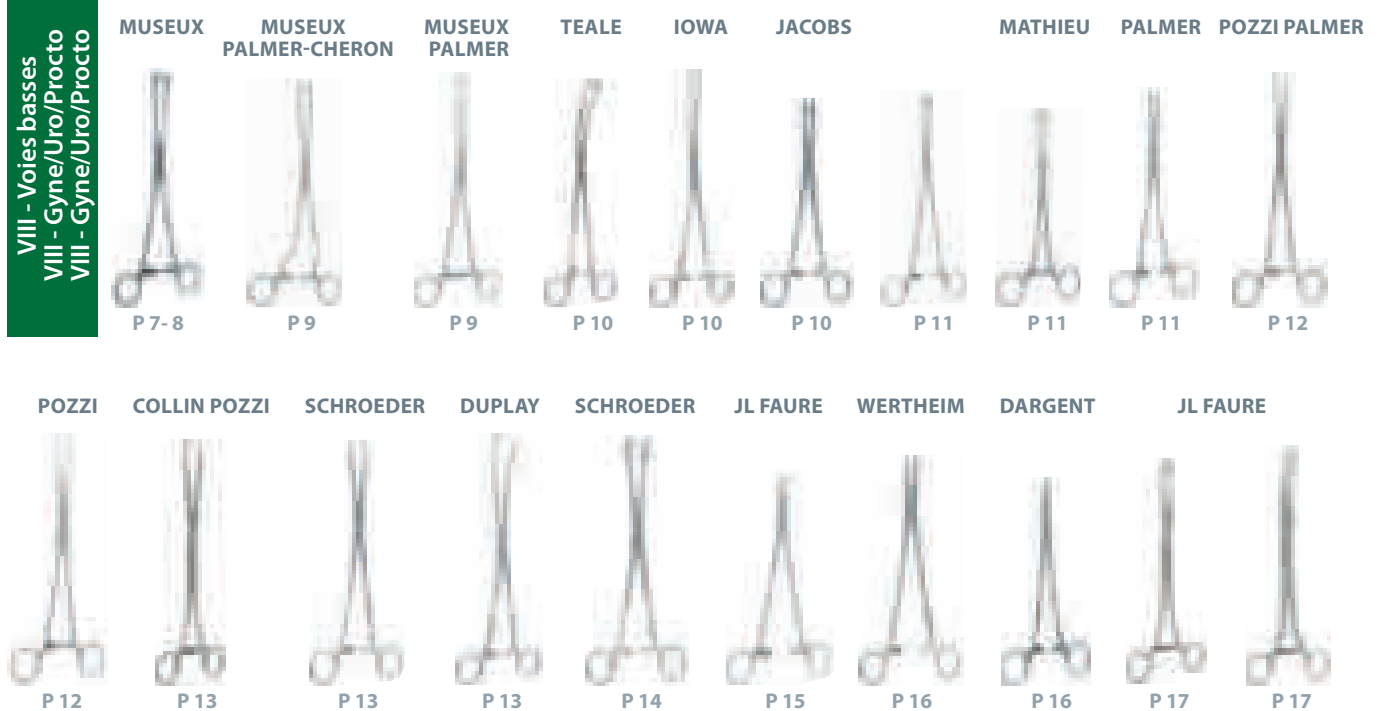 VIII - Voies basses
VIII - Gyne/Uro/Procto
VIII - Gyne/Uro/Procto
MUSEUX
MUSEUX
PALMER-CHERON
MUSEUX
PALMER
TEALE
IOWA
JACOBS
MATHIEU
PALMER
POZZI PALMER
P 7- 8
P 9
P 9
P 10
P 10
P 10
P 11
P 11
P 11
P 12
POZZI
COLLIN POZZI
SCHROEDER
DUPLAY
SCHROEDER
JL FAURE
WERTHEIM
DARGENT
JL FAURE
P 12
P 13
P 13
P 13
P 14
P 15
P 16
P 16
P 17
P 17